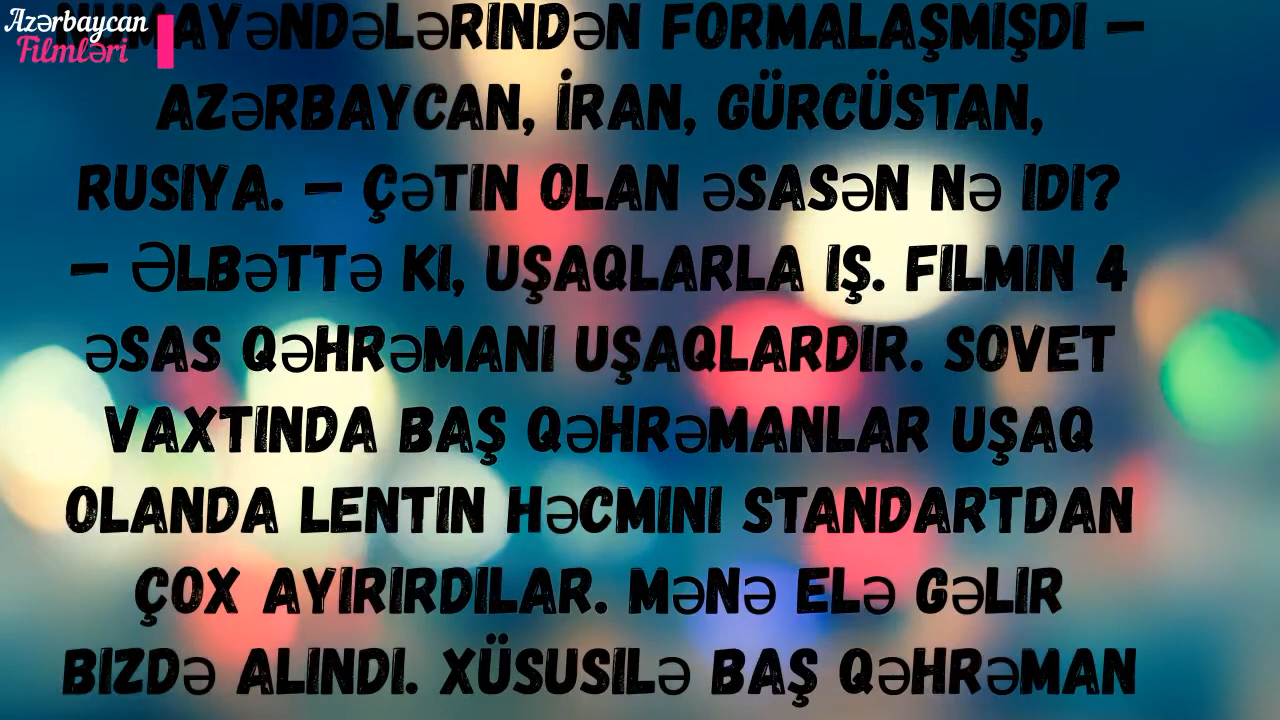 Azərbaycan
Filmləri
AYƏNDƏLƏRINDƏN FORMALAŞMIŞDI –
AZƏRBAYCAN, İRAN, GÜRCÜSTAN,
RUSIYA. – ÇƏTIN OLAN ƏSASƏN NƏ IDI?
– ƏLBƏTTƏ KI, UŞAQLARLA IŞ. FILMIN 4
ƏSAS QƏHRƏMANI UŞAQLARDIR. SOVET
VAXTINDA BAŞ QƏHRƏMANLAR UŞAQ
OLANDA LENTIN HƏCMINI STANDARTDAN
ÇOX AYIRIRDILAR. MƏNƏ ELƏ GƏLIR
BIZDƏ ALINDI. XÜSUSILƏ BAŞ QƏHRƏMAN